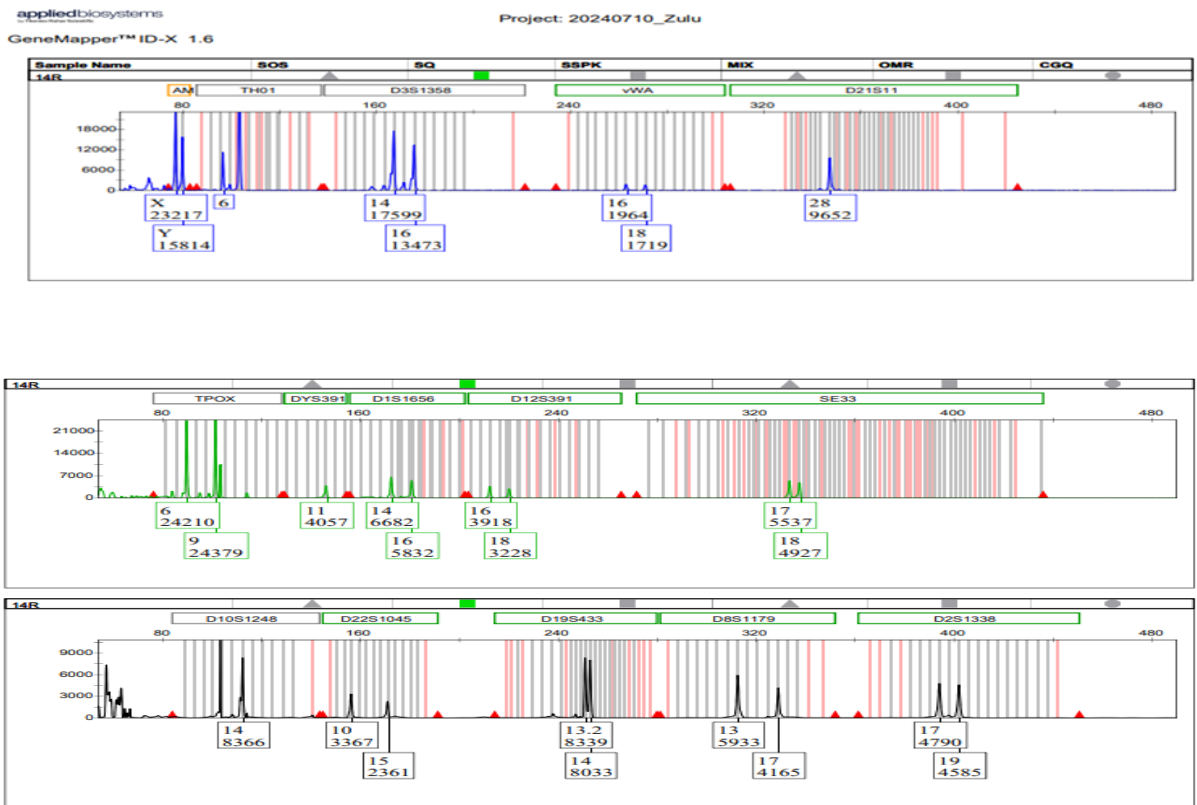 appliedbiosystems
Project: 20240710_Zulu
GeneMapper™ ID-X 1.6
Sample Name SOS SQ SSPK MIX OMR CGQ
14R
AM TH01 D3S1358 vWA D21S11
80 160 240 320 400 480
18000
12000
6000
0
X 6 14 16 28
23217 17599 1964 9652
Y 16 18
15814 13473 1719
14R
TPOX DYS391 D1S1656 D12S391 SE33
80 160 240 320 400 480
21000
14000
7000
0
6 11 14 16 17
24210 4057 6682 3918 5537
9 16 18 18
24379 5832 3228 4927
14R
D10S1248 D22S1045 D19S433 D8S1179 D2S1338
80 160 240 320 400 480
9000
6000
3000
0
14 10 13.2 13 17
8366 3367 8339 5933 4790
15 14 17 19
2361 8033 4165 4585